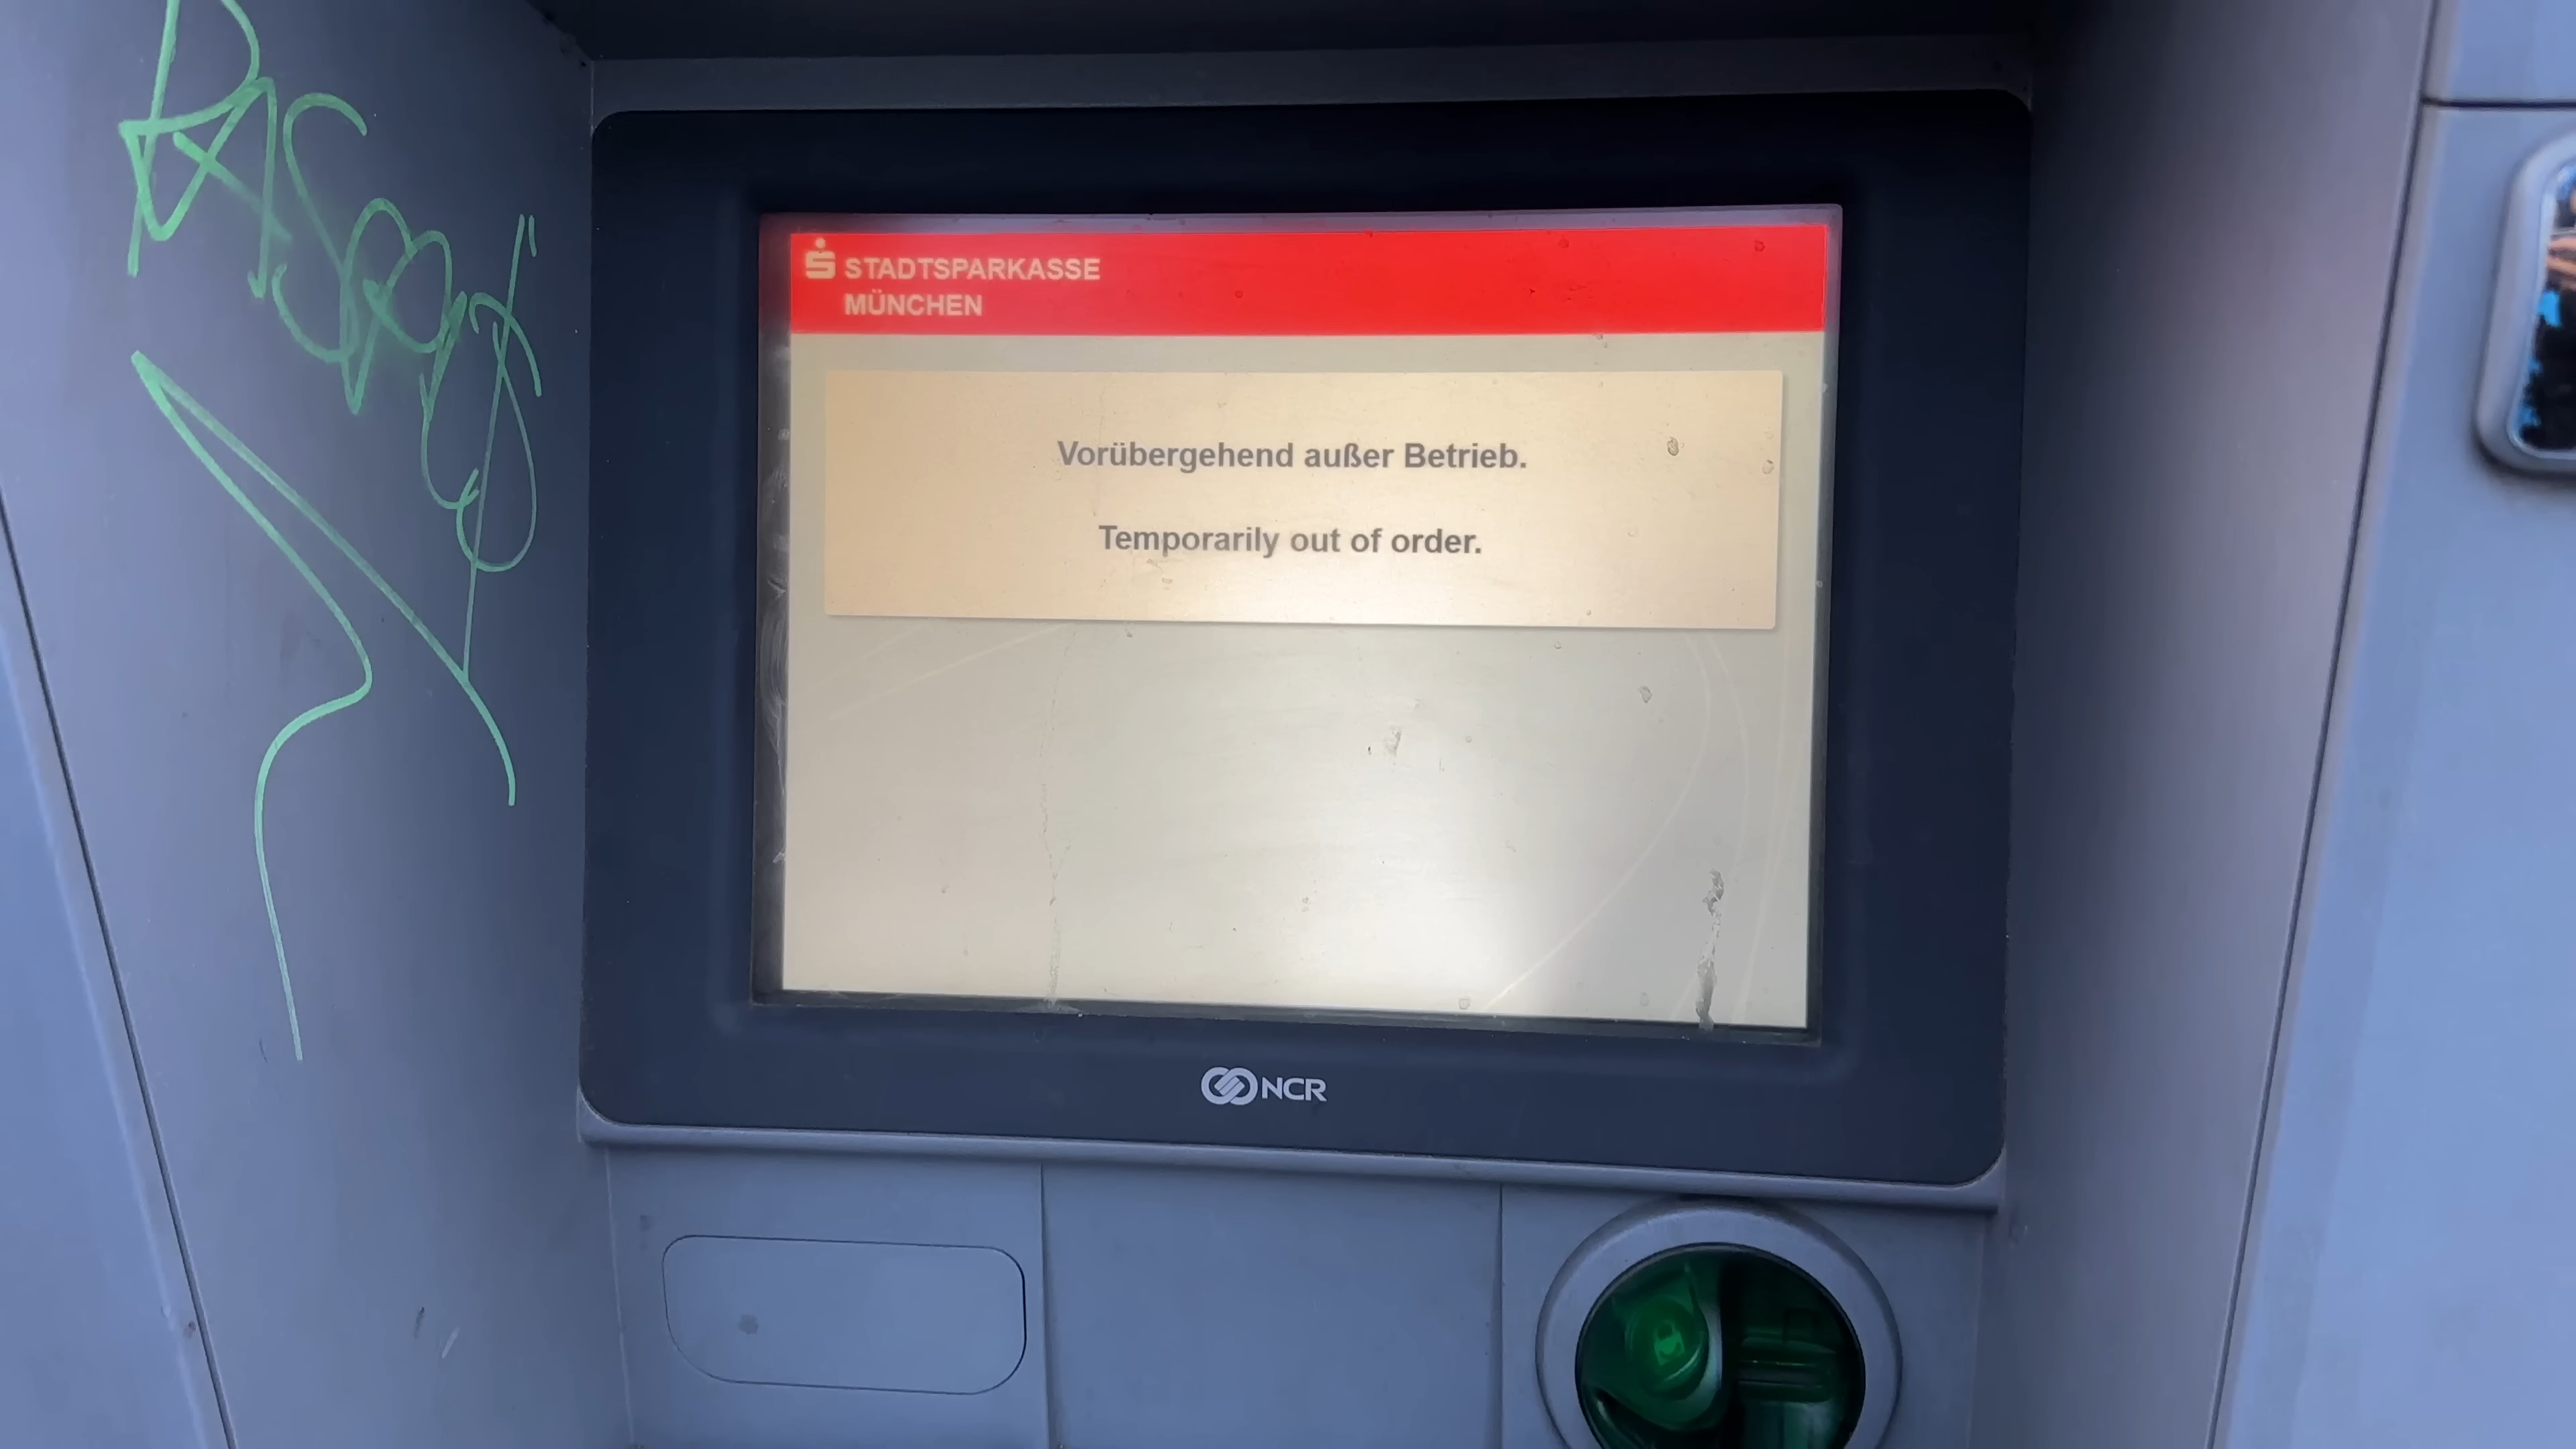 STADTSPARKASSE
MÜNCHEN
Vorübergehend außer Betrieb.
Temporarily out of order.
NCR